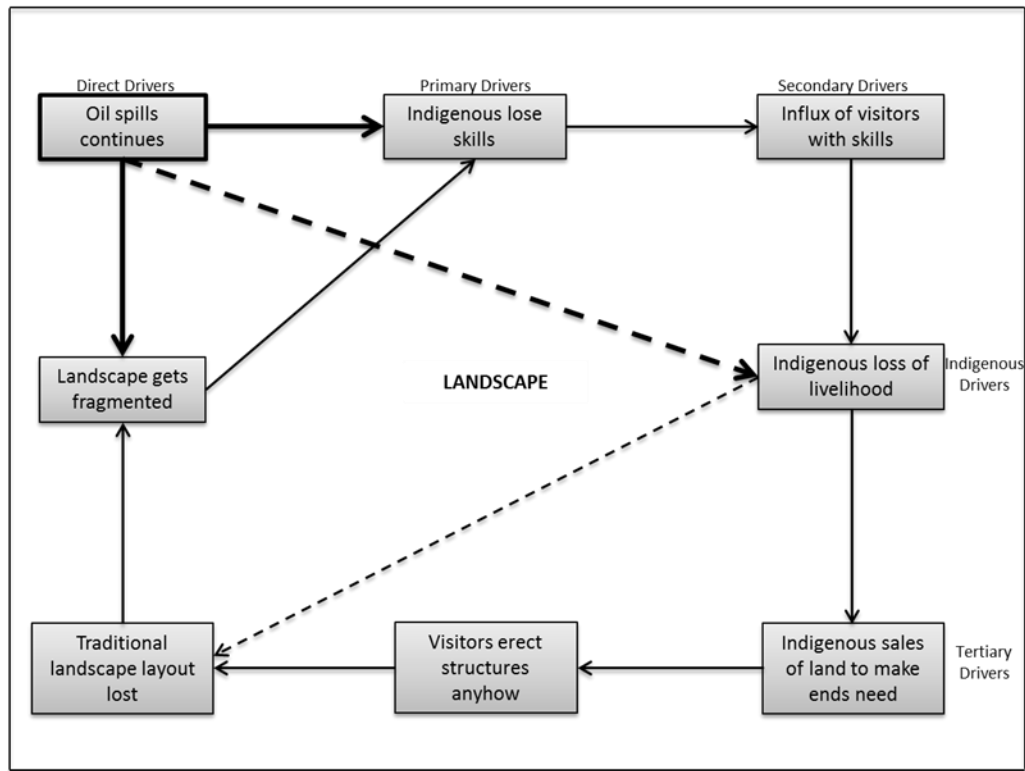 Direct Drivers
Primary Drivers
Secondary Drivers
Oil spills
continues
Indigenous lose
skills
Influx of visitors
with skills
Landscape gets
fragmented
LANDSCAPE
Indigenous loss of
livelihood
Indigenous
Drivers
Traditional
landscape layout
lost
Visitors erect
structures
anyhow
Indigenous sales
of land to make
ends need
Tertiary
Drivers